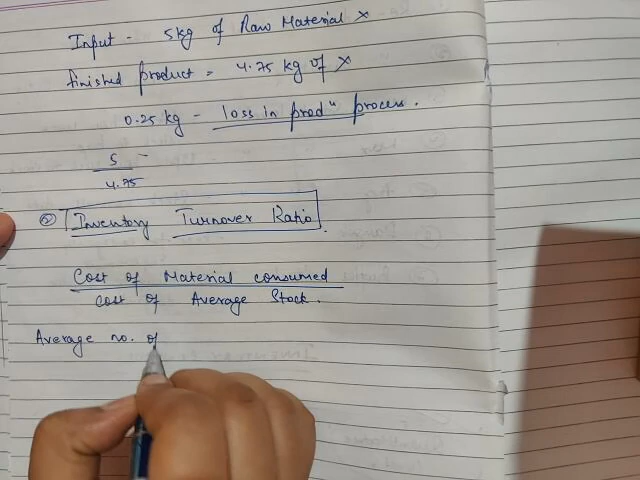 Input - 5kg of Raw Material X
finished product = 4.75 kg of X
0.25 kg - loss in prodⁿ process.
5 -
4.75
② Inventory Turnover Ratio.
Cost of Material consumed
Cost of Average Stock.
Average no. of